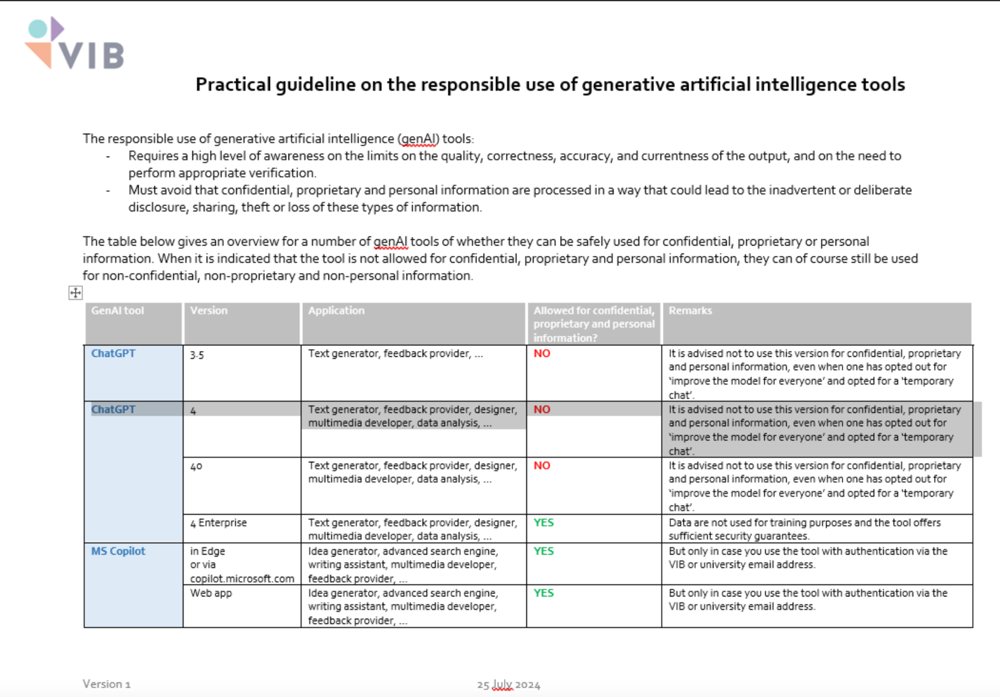 VIB
Practical guideline on the responsible use of generative artificial intelligence tools
The responsible use of generative artificial intelligence (genAI) tools:
- Requires a high level of awareness on the limits on the quality, correctness, accuracy, and currentness of the output, and on the need to
perform appropriate verification.
- Must avoid that confidential, proprietary and personal information are processed in a way that could lead to the inadvertent or deliberate
disclosure, sharing, theft or loss of these types of information.
The table below gives an overview for a number of genAI tools of whether they can be safely used for confidential, proprietary or personal
information. When it is indicated that the tool is not allowed for confidential, proprietary and personal information, they can of course still be used
for non-confidential, non-proprietary and non-personal information.
GenAI tool
Version
Application
Allowed for confidential,
proprietary and personal
information?
Remarks
ChatGPT
3.5
Text generator, feedback provider, ...
NO
It is advised not to use this version for confidential, proprietary
and personal information, even when one has opted out for
‘improve the model for everyone’ and opted for a ‘temporary
chat’.
ChatGPT
4
Text generator, feedback provider, designer,
multimedia developer, data analysis, ...
NO
It is advised not to use this version for confidential, proprietary
and personal information, even when one has opted out for
‘improve the model for everyone’ and opted for a ‘temporary
chat’.
4o
Text generator, feedback provider, designer,
multimedia developer, data analysis, ...
NO
It is advised not to use this version for confidential, proprietary
and personal information, even when one has opted out for
‘improve the model for everyone’ and opted for a ‘temporary
chat’.
4 Enterprise
Text generator, feedback provider, designer,
multimedia developer, data analysis, ...
YES
Data are not used for training purposes and the tool offers
sufficient security guarantees.
MS Copilot
in Edge
or via
copilot.microsoft.com
Idea generator, advanced search engine,
writing assistant, multimedia developer,
feedback provider, ...
YES
But only in case you use the tool with authentication via the
VIB or university email address.
Web app
Idea generator, advanced search engine,
writing assistant, multimedia developer,
feedback provider, ...
YES
But only in case you use the tool with authentication via the
VIB or university email address.
Version 1
25 July 2024